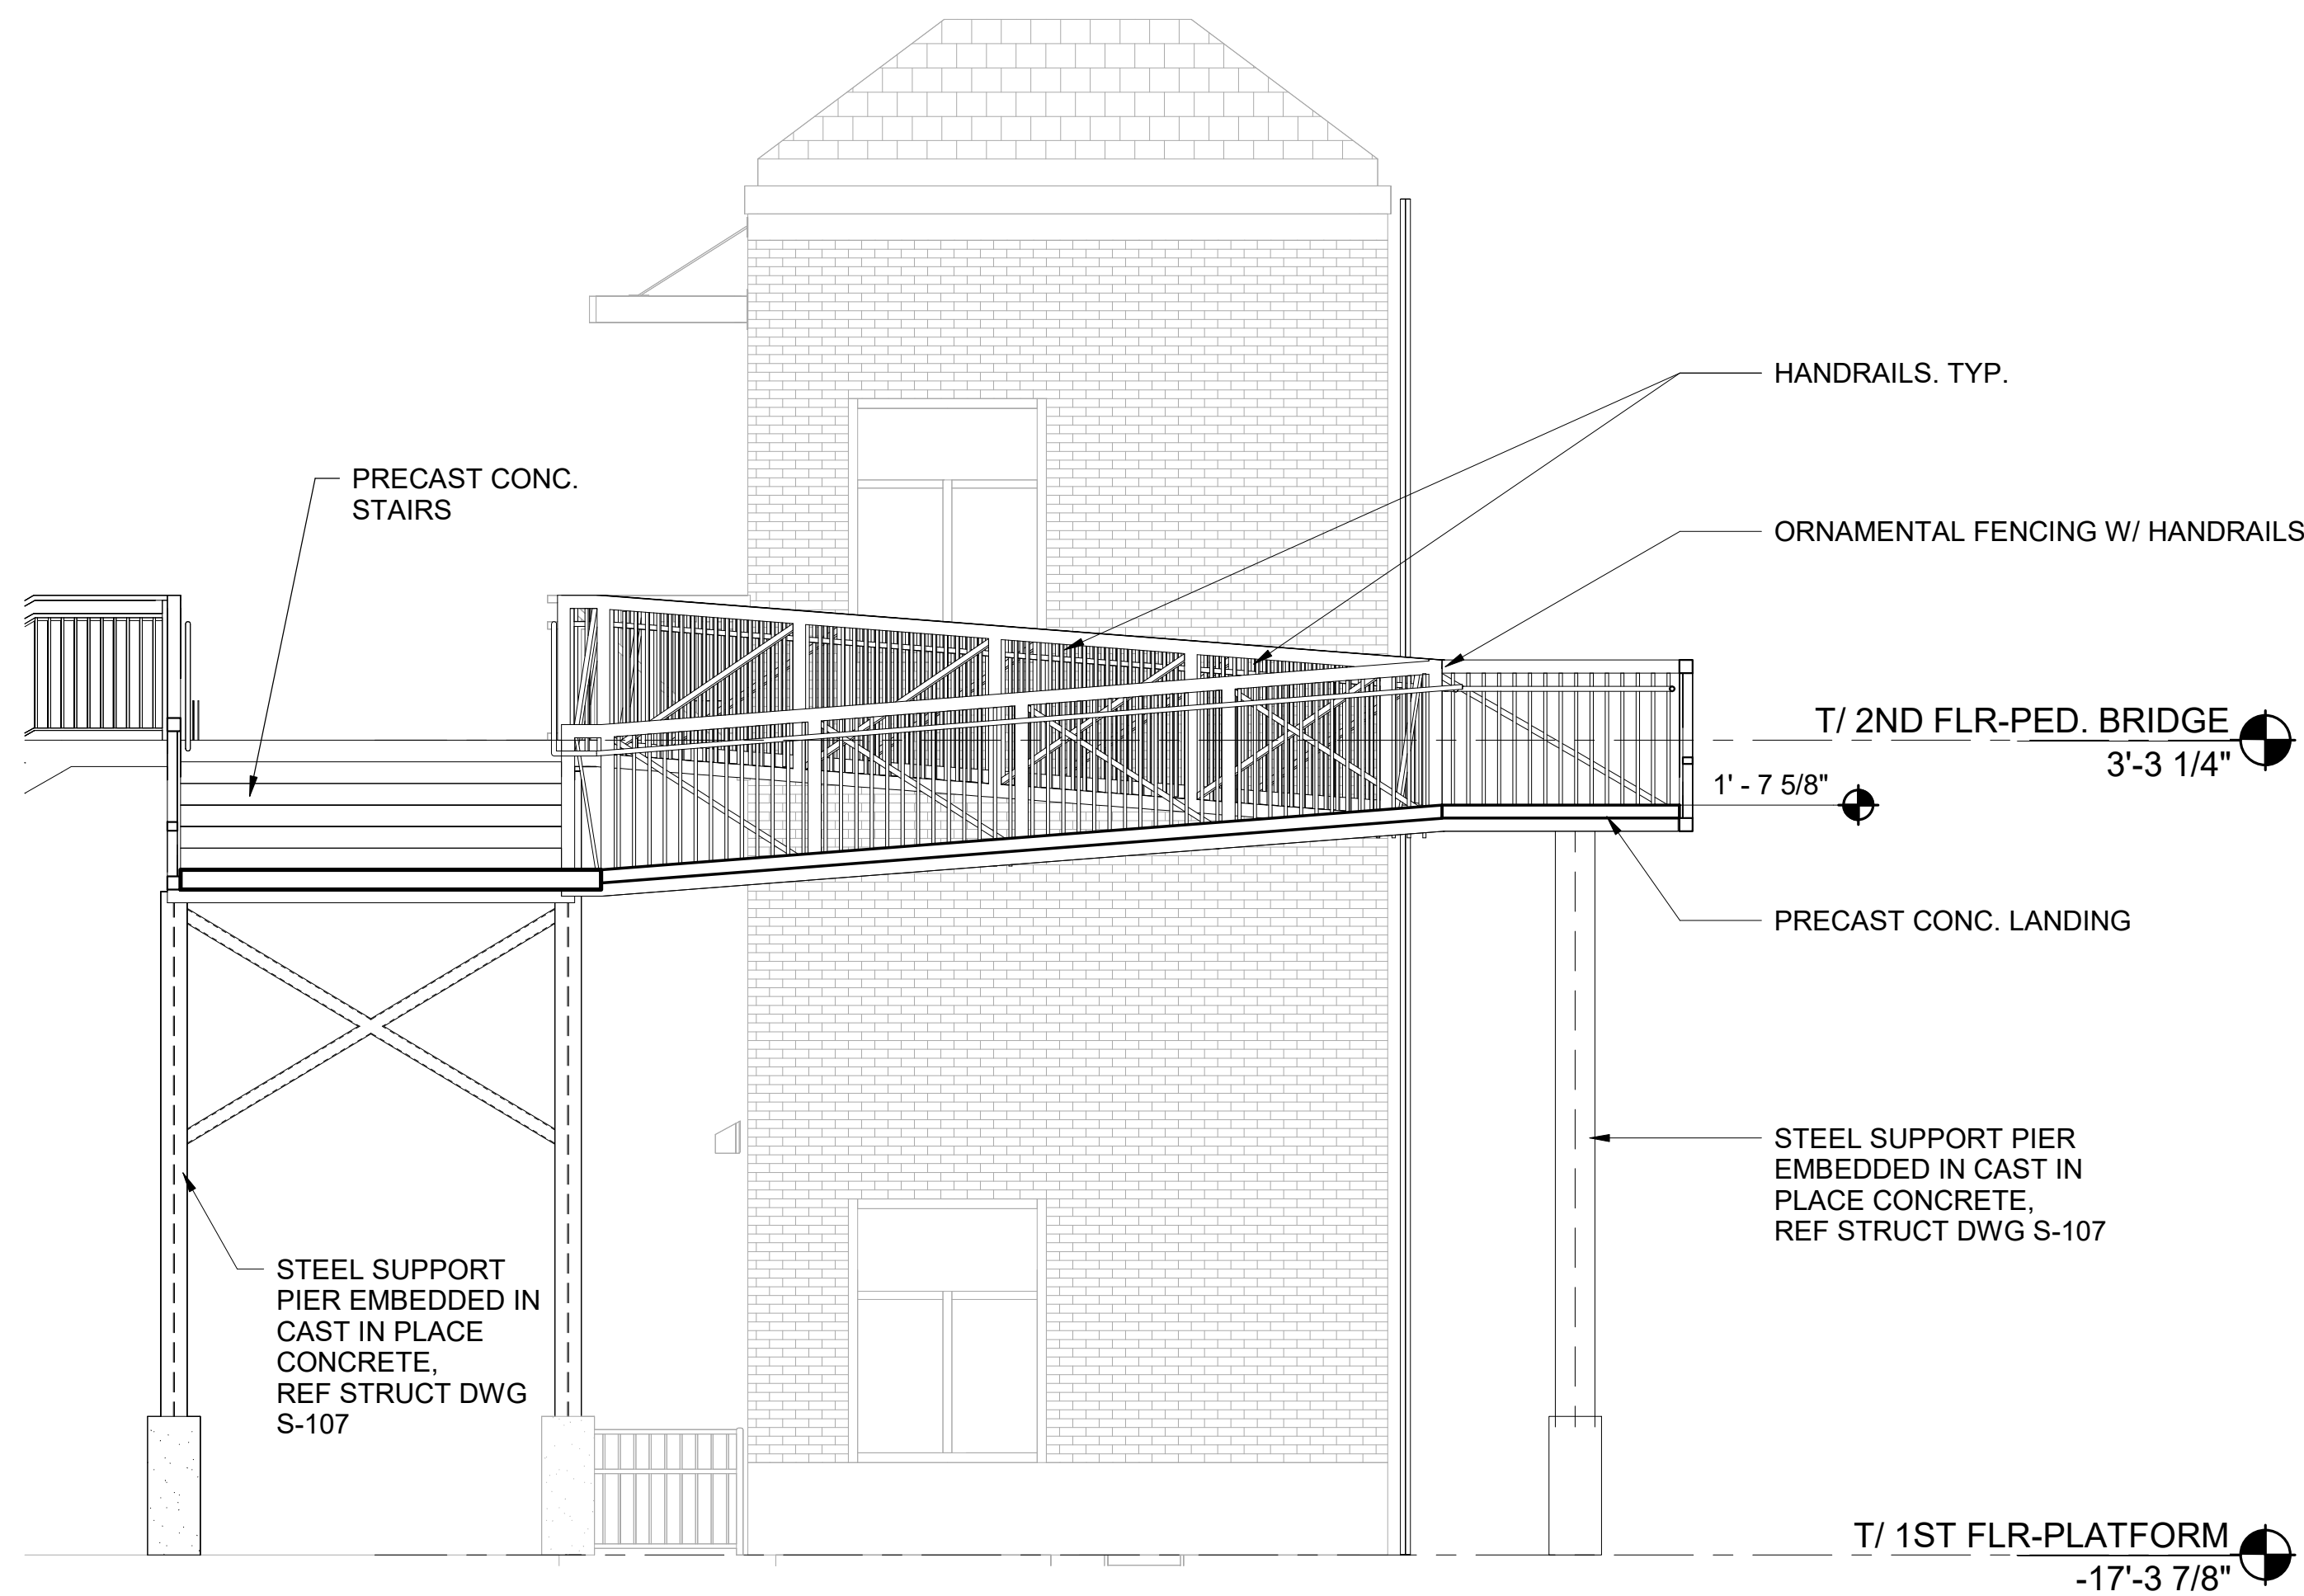 HANDRAILS. TYP.
PRECAST CONC.
STAIRS
ORNAMENTAL FENCING W/ HANDRAILS
T/ 2ND FLR-PED. BRIDGE
3'-3 1/4"
1' - 7 5/8"
PRECAST CONC. LANDING
STEEL SUPPORT PIER
EMBEDDED IN CAST IN
PLACE CONCRETE,
REF STRUCT DWG S-107
STEEL SUPPORT
PIER EMBEDDED IN
CAST IN PLACE
CONCRETE,
REF STRUCT DWG
S-107
T/ 1ST FLR-PLATFORM
-17'-3 7/8"